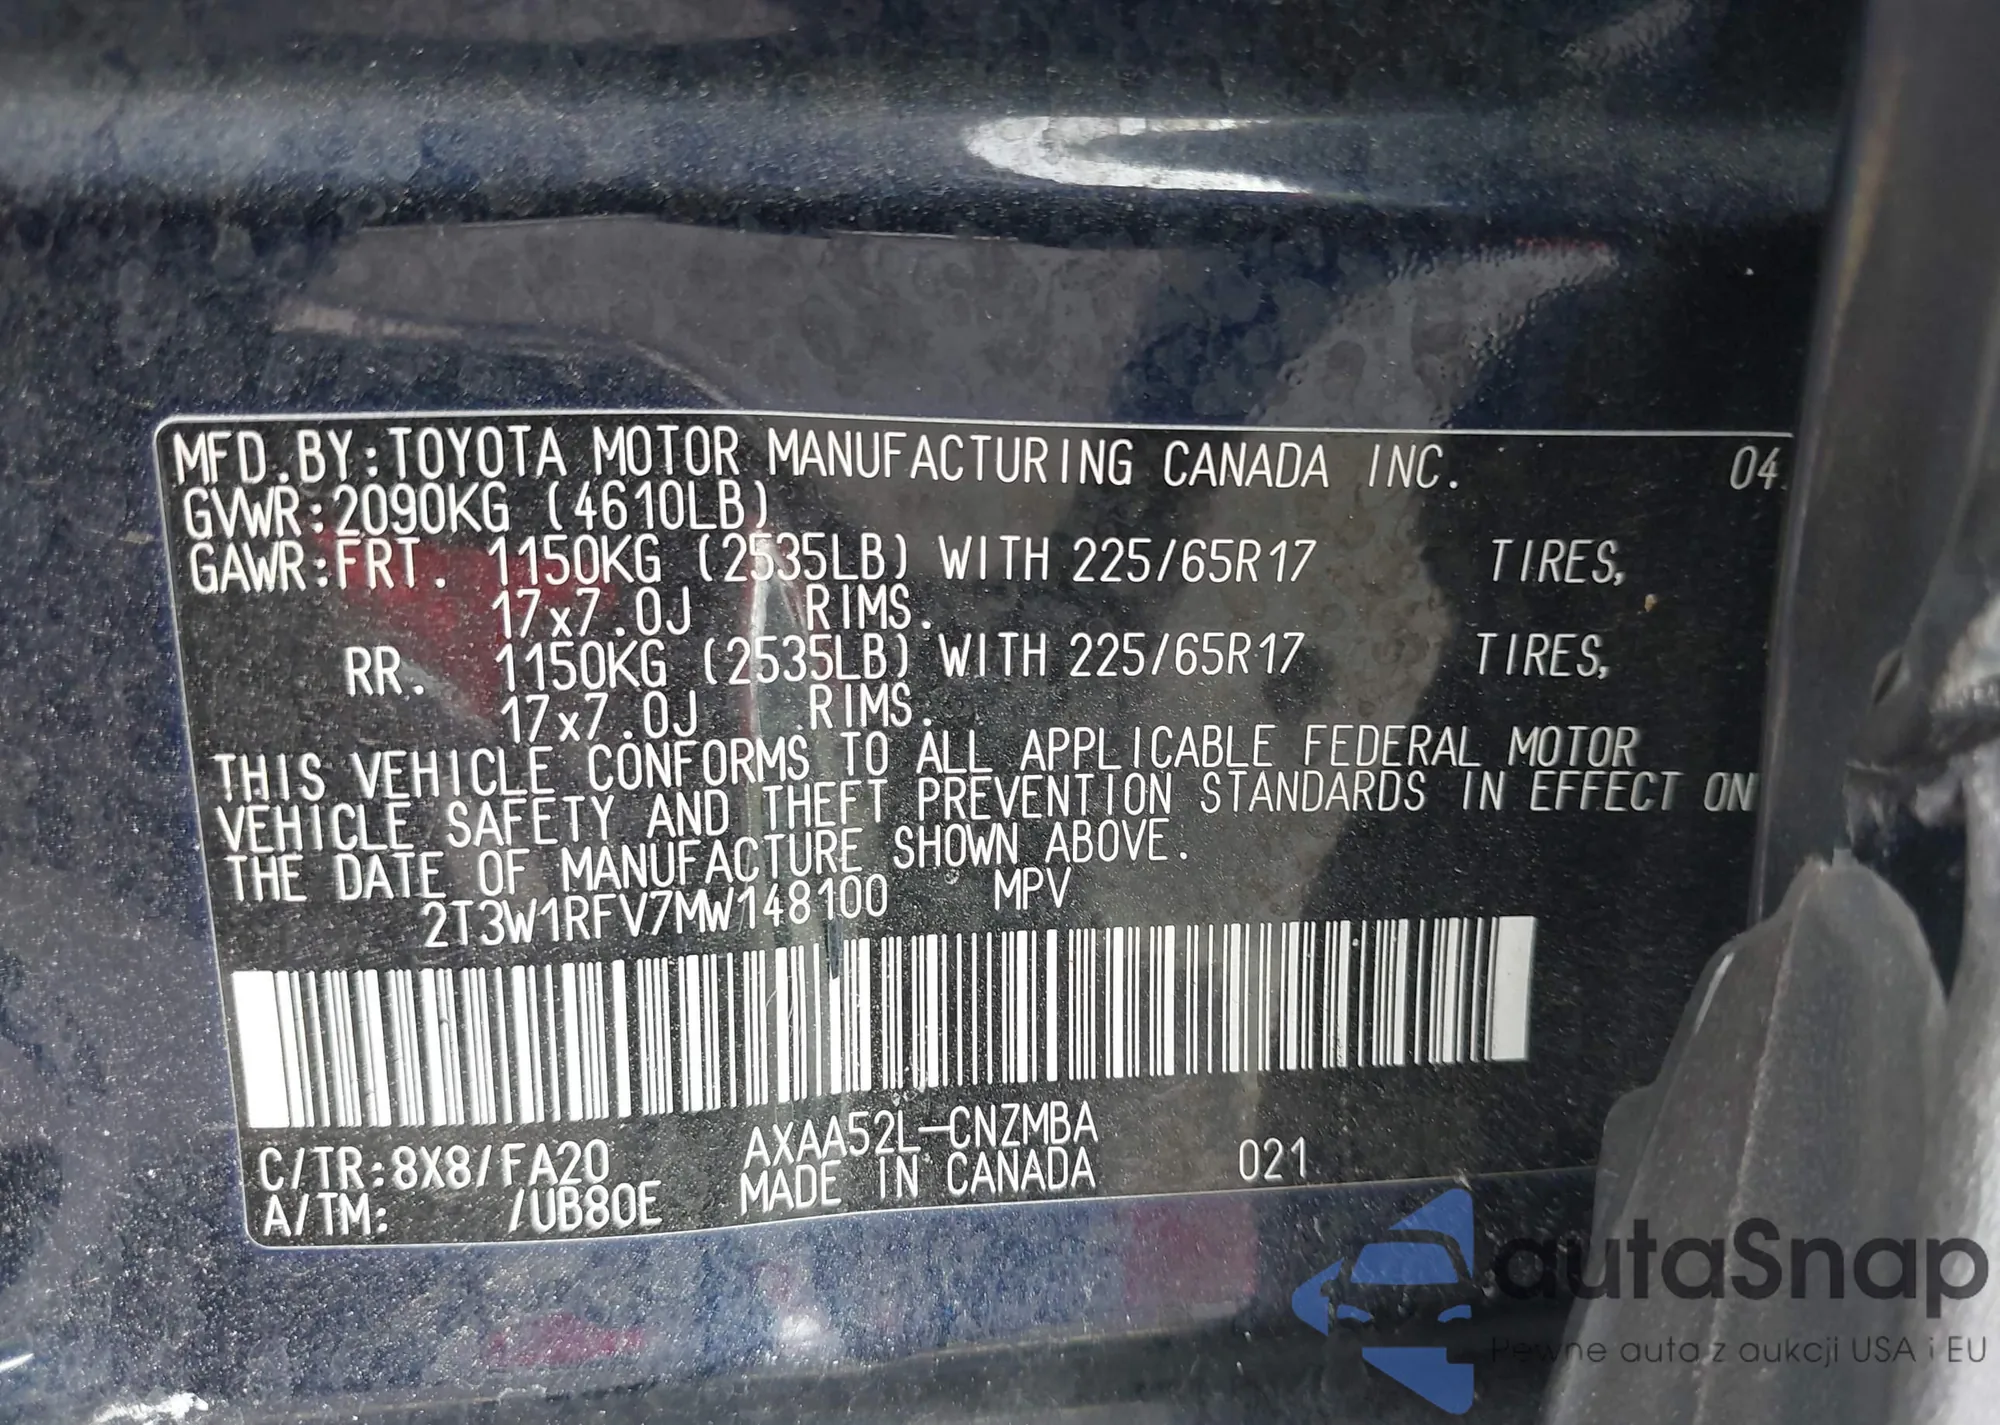 MFD.BY:TOYOTA MOTOR MANUFACTURING CANADA INC. 04
GVWR:2090KG (4610LB)
GAWR:FRT. 1150KG (2535LB) WITH 225/65R17 TIRES,
17x7.0J RIMS.
RR. 1150KG (2535LB) WITH 225/65R17 TIRES,
17x7.0J RIMS.
THIS VEHICLE CONFORMS TO ALL APPLICABLE FEDERAL MOTOR
VEHICLE SAFETY AND THEFT PREVENTION STANDARDS IN EFFECT ON
THE DATE OF MANUFACTURE SHOWN ABOVE.
2T3W1RFV7MW148100 MPV
AXAA52L-CNZMBA
C/TR:8X8/FA20 MADE IN CANADA 021
A/TM: /UB80E
autaSnap
Pewne auta z aukcji USA i EU